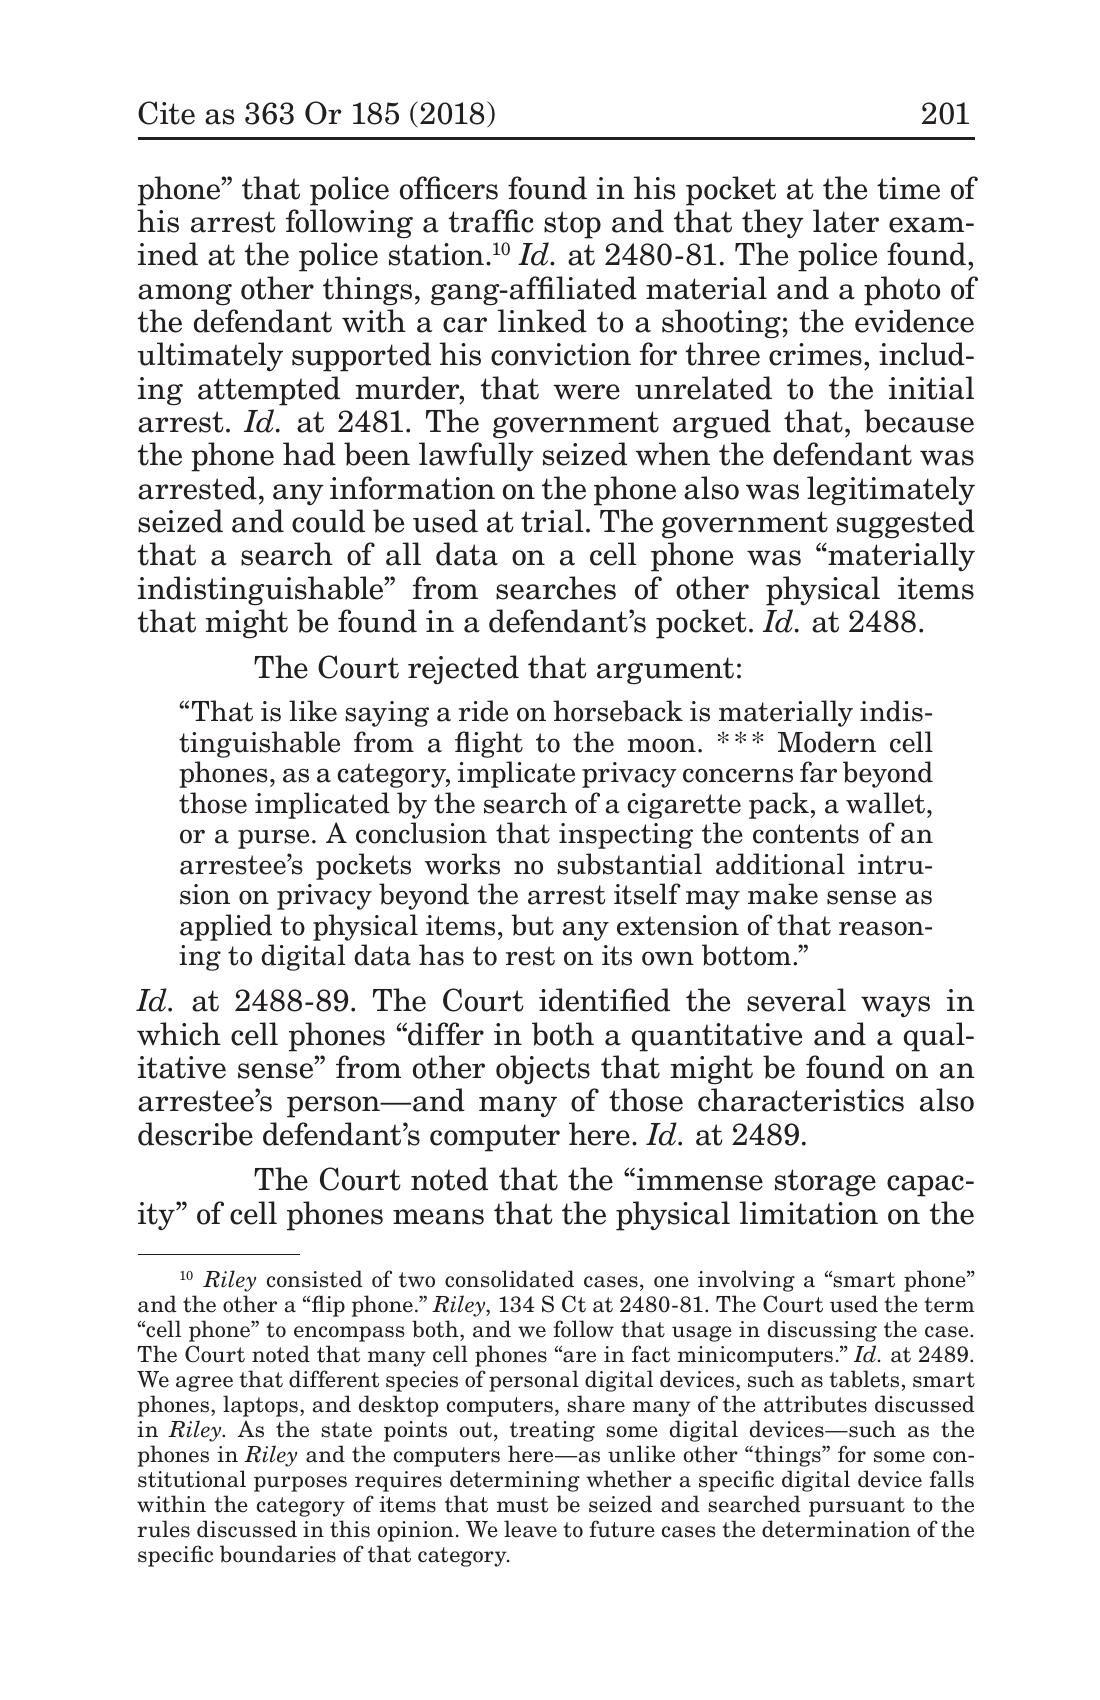 Cite as 363 Or 185 (2018) 201
phone” that police officers found in his pocket at the time of
his arrest following a traffic stop and that they later exam-
ined at the police station.¹⁰ Id. at 2480-81. The police found,
among other things, gang-affiliated material and a photo of
the defendant with a car linked to a shooting; the evidence
ultimately supported his conviction for three crimes, includ-
ing attempted murder, that were unrelated to the initial
arrest. Id. at 2481. The government argued that, because
the phone had been lawfully seized when the defendant was
arrested, any information on the phone also was legitimately
seized and could be used at trial. The government suggested
that a search of all data on a cell phone was “materially
indistinguishable” from searches of other physical items
that might be found in a defendant’s pocket. Id. at 2488.
The Court rejected that argument:
“That is like saying a ride on horseback is materially indis-
tinguishable from a flight to the moon. * * * Modern cell
phones, as a category, implicate privacy concerns far beyond
those implicated by the search of a cigarette pack, a wallet,
or a purse. A conclusion that inspecting the contents of an
arrestee’s pockets works no substantial additional intru-
sion on privacy beyond the arrest itself may make sense as
applied to physical items, but any extension of that reason-
ing to digital data has to rest on its own bottom.”
Id. at 2488-89. The Court identified the several ways in
which cell phones “differ in both a quantitative and a qual-
itative sense” from other objects that might be found on an
arrestee’s person—and many of those characteristics also
describe defendant’s computer here. Id. at 2489.
The Court noted that the “immense storage capac-
ity” of cell phones means that the physical limitation on the
¹⁰ Riley consisted of two consolidated cases, one involving a “smart phone”
and the other a “flip phone.” Riley, 134 S Ct at 2480-81. The Court used the term
“cell phone” to encompass both, and we follow that usage in discussing the case.
The Court noted that many cell phones “are in fact minicomputers.” Id. at 2489.
We agree that different species of personal digital devices, such as tablets, smart
phones, laptops, and desktop computers, share many of the attributes discussed
in Riley. As the state points out, treating some digital devices—such as the
phones in Riley and the computers here—as unlike other “things” for some con-
stitutional purposes requires determining whether a specific digital device falls
within the category of items that must be seized and searched pursuant to the
rules discussed in this opinion. We leave to future cases the determination of the
specific boundaries of that category.